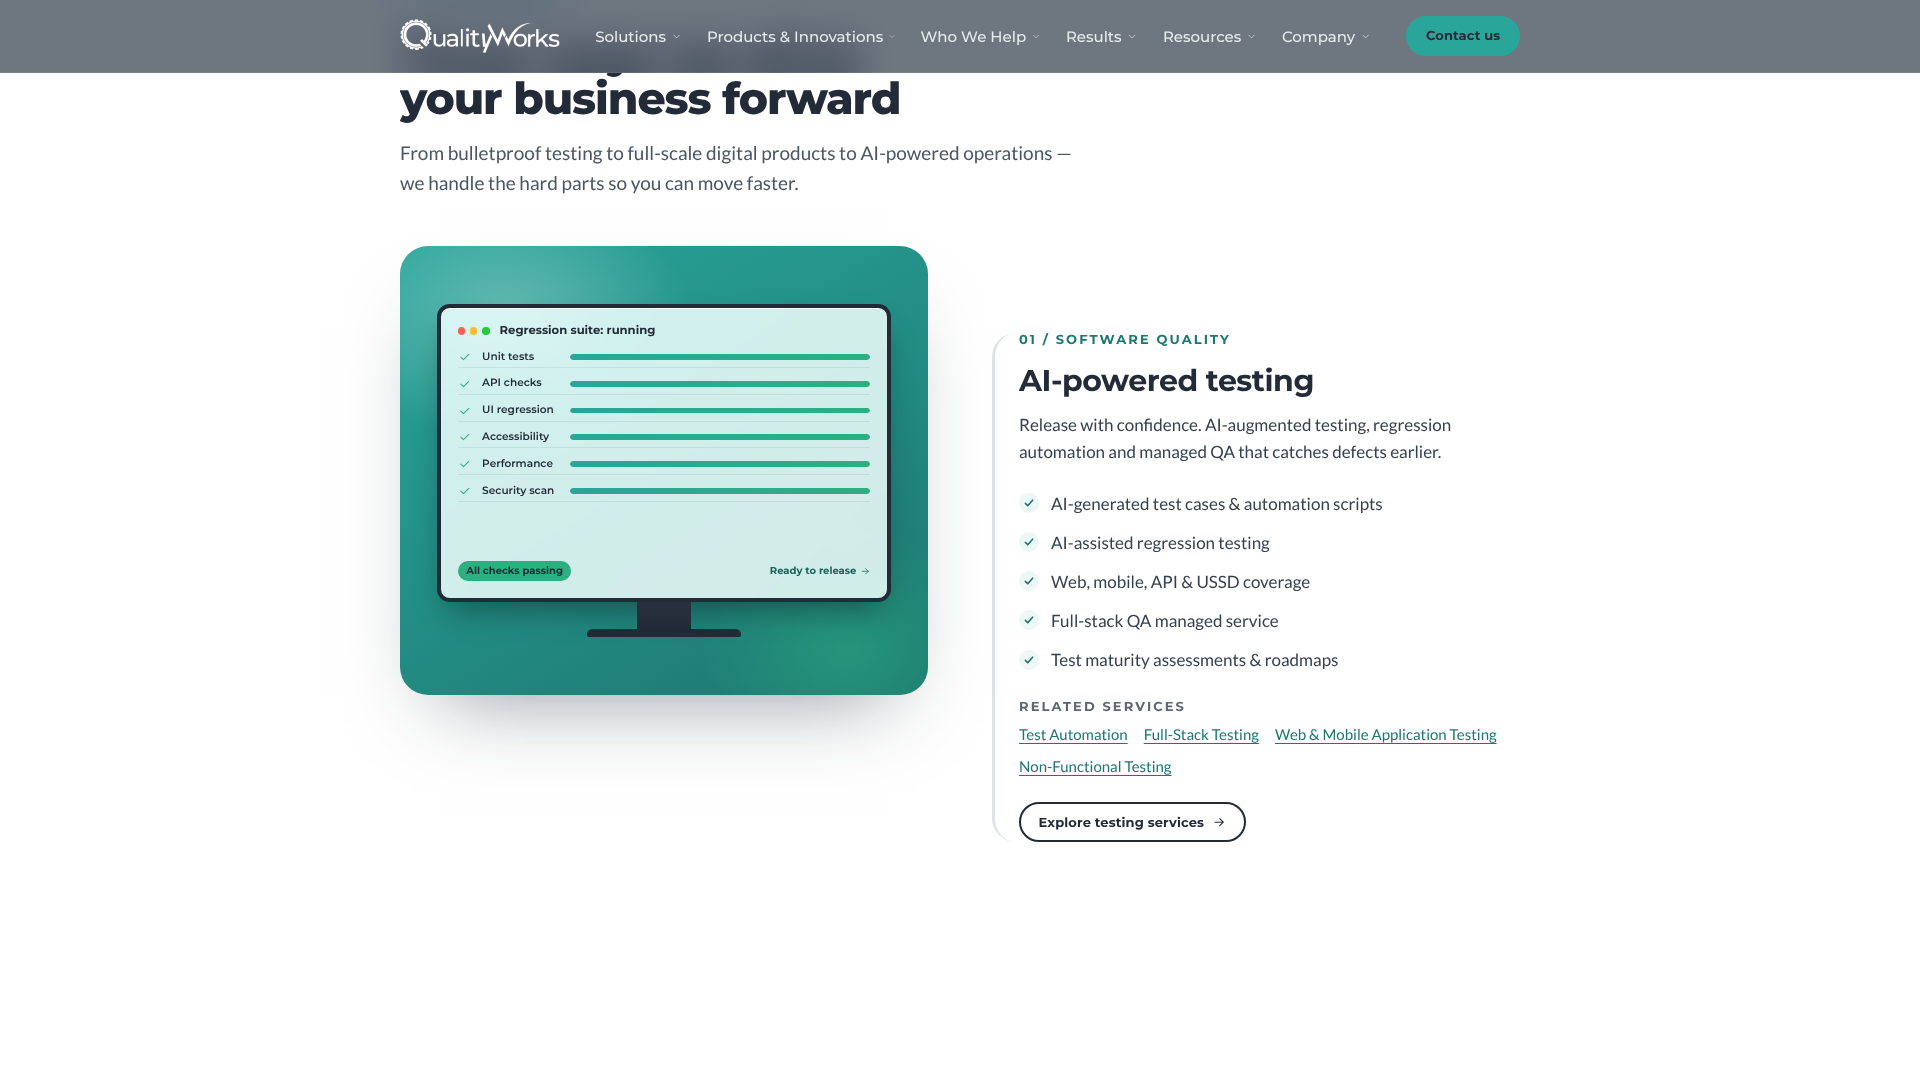 QualityWorks
Solutions
Products & Innovations
Who We Help
Results
Resources
Company
Contact us
your business forward
From bulletproof testing to full-scale digital products to AI-powered operations —
we handle the hard parts so you can move faster.
Regression suite: running
Unit tests
API checks
UI regression
Accessibility
Performance
Security scan
All checks passing
Ready to release →
01 / SOFTWARE QUALITY
AI-powered testing
Release with confidence. AI-augmented testing, regression
automation and managed QA that catches defects earlier.
AI-generated test cases & automation scripts
AI-assisted regression testing
Web, mobile, API & USSD coverage
Full-stack QA managed service
Test maturity assessments & roadmaps
RELATED SERVICES
Test Automation Full-Stack Testing Web & Mobile Application Testing
Non-Functional Testing
Explore testing services →